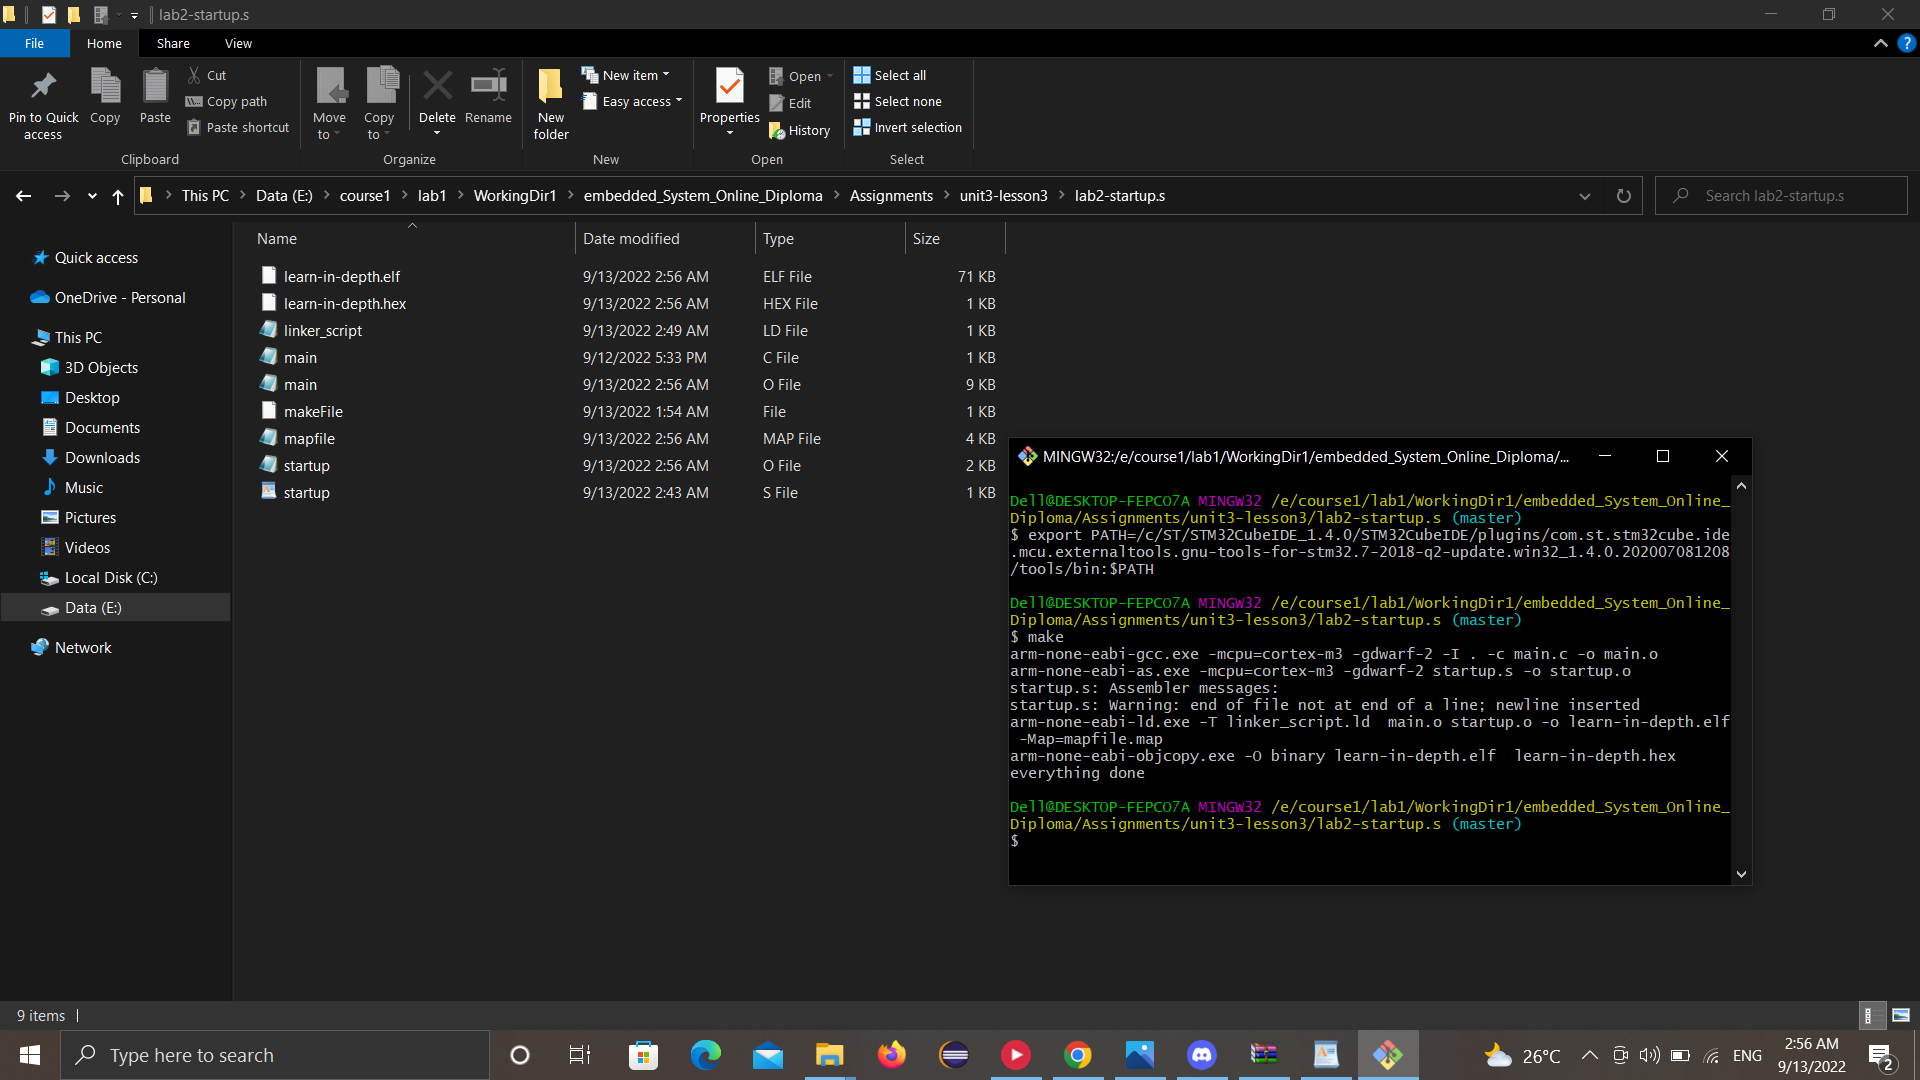 lab2-startup.s
File Home Share View
Pin to Quick access
Copy
Paste
Cut
Copy path
Paste shortcut
Clipboard
Move to
Copy to
Delete
Rename
Organize
New folder
New item
Easy access
New
Properties
Open
Edit
History
Open
Select all
Select none
Invert selection
Select
This PC > Data (E:) > course1 > lab1 > WorkingDir1 > embedded_System_Online_Diploma > Assignments > unit3-lesson3 > lab2-startup.s
Search lab2-startup.s
Quick access
OneDrive - Personal
This PC
3D Objects
Desktop
Documents
Downloads
Music
Pictures
Videos
Local Disk (C:)
Data (E:)
Network
Name Date modified Type Size
learn-in-depth.elf 9/13/2022 2:56 AM ELF File 71 KB
learn-in-depth.hex 9/13/2022 2:56 AM HEX File 1 KB
linker_script 9/13/2022 2:49 AM LD File 1 KB
main 9/12/2022 5:33 PM C File 1 KB
main 9/13/2022 2:56 AM O File 9 KB
makeFile 9/13/2022 1:54 AM File 1 KB
mapfile 9/13/2022 2:56 AM MAP File 4 KB
startup 9/13/2022 2:56 AM O File 2 KB
startup 9/13/2022 2:43 AM S File 1 KB
MINGW32:/e/course1/lab1/WorkingDir1/embedded_System_Online_Diploma/...
Dell@DESKTOP-FEPCO7A MINGW32 /e/course1/lab1/WorkingDir1/embedded_System_Online_
Diploma/Assignments/unit3-lesson3/lab2-startup.s (master)
$ export PATH=/c/ST/STM32CubeIDE_1.4.0/STM32CubeIDE/plugins/com.st.stm32cube.ide
.mcu.externaltools.gnu-tools-for-stm32.7-2018-q2-update.win32_1.4.0.202007081208
/tools/bin:$PATH
Dell@DESKTOP-FEPCO7A MINGW32 /e/course1/lab1/WorkingDir1/embedded_System_Online_
Diploma/Assignments/unit3-lesson3/lab2-startup.s (master)
$ make
arm-none-eabi-gcc.exe -mcpu=cortex-m3 -gdwarf-2 -I . -c main.c -o main.o
arm-none-eabi-as.exe -mcpu=cortex-m3 -gdwarf-2 startup.s -o startup.o
startup.s: Assembler messages:
startup.s: Warning: end of file not at end of a line; newline inserted
arm-none-eabi-ld.exe -T linker_script.ld  main.o startup.o -o learn-in-depth.elf
 -Map=mapfile.map
arm-none-eabi-objcopy.exe -O binary learn-in-depth.elf  learn-in-depth.hex
everything done
Dell@DESKTOP-FEPCO7A MINGW32 /e/course1/lab1/WorkingDir1/embedded_System_Online_
Diploma/Assignments/unit3-lesson3/lab2-startup.s (master)
$
9 items
Type here to search
26°C
ENG
2:56 AM
9/13/2022
2